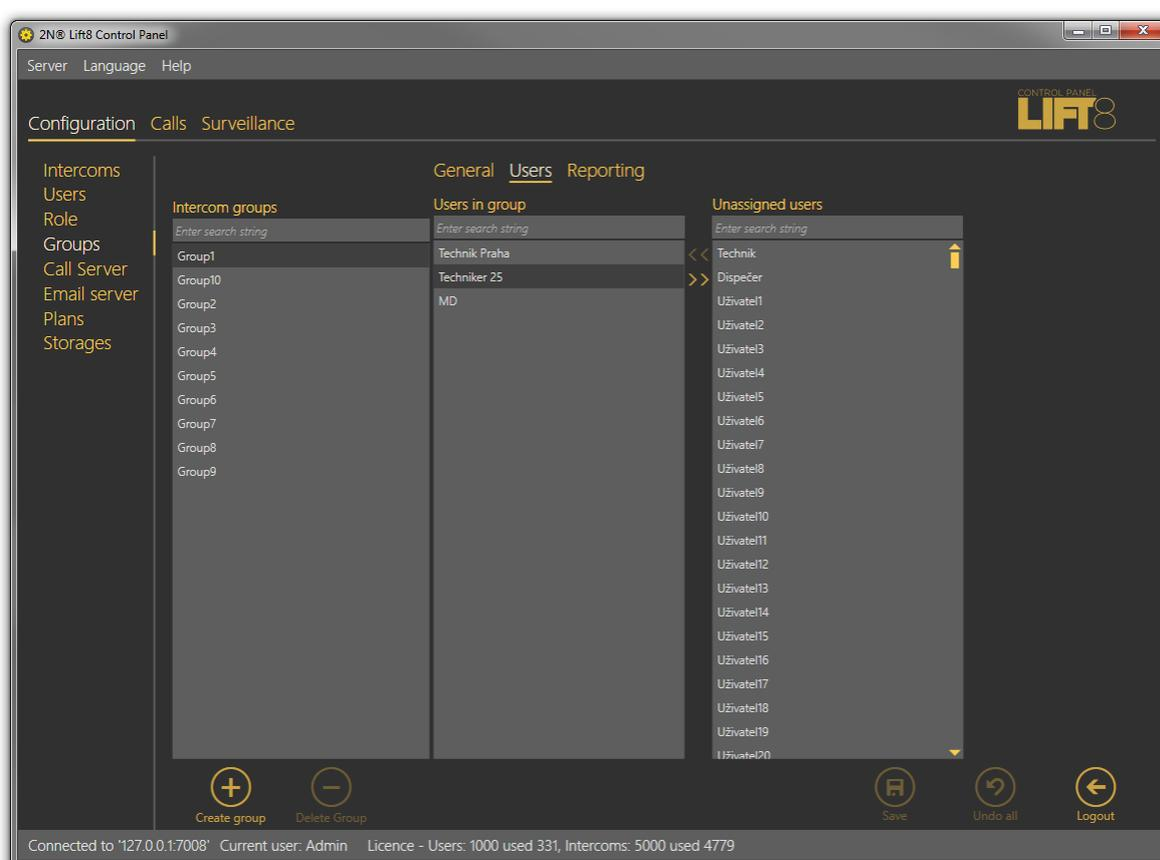 2N® Lift8 Control Panel
Server Language Help
CONTROL PANEL
LIFT8
Configuration Calls Surveillance
Intercoms
Users
Role
Groups
Call Server
Email server
Plans
Storages
General Users Reporting
Intercom groups
Enter search string
Group1
Group10
Group2
Group3
Group4
Group5
Group6
Group7
Group8
Group9
Users in group
Enter search string
Technik Praha
Techniker 25
MD
<<
>>
Unassigned users
Enter search string
Technik
Dispečer
Uživatel1
Uživatel2
Uživatel3
Uživatel4
Uživatel5
Uživatel6
Uživatel7
Uživatel8
Uživatel9
Uživatel10
Uživatel11
Uživatel12
Uživatel13
Uživatel14
Uživatel15
Uživatel16
Uživatel17
Uživatel18
Uživatel19
Uživatel20
Create group
Delete Group
Save
Undo all
Logout
Connected to '127.0.0.1:7008' Current user: Admin Licence - Users: 1000 used 331, Intercoms: 5000 used 4779